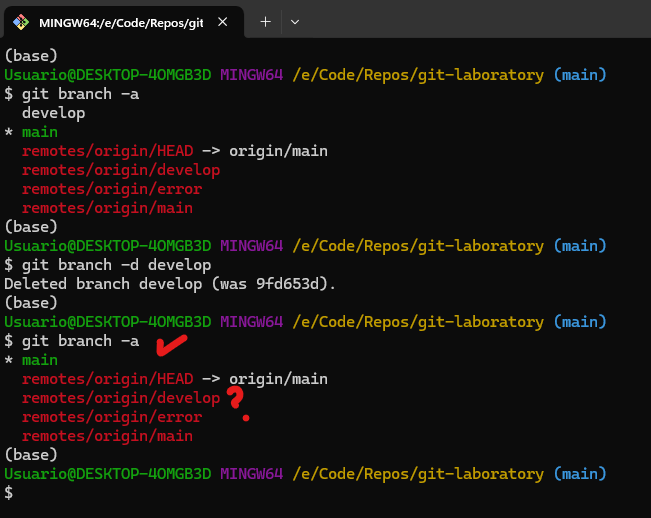 MINGW64:/e/Code/Repos/git
(base)
Usuario@DESKTOP-4OMGB3D MINGW64 /e/Code/Repos/git-laboratory (main)
$ git branch -a
develop
* main
remotes/origin/HEAD -> origin/main
remotes/origin/develop
remotes/origin/error
remotes/origin/main
(base)
Usuario@DESKTOP-4OMGB3D MINGW64 /e/Code/Repos/git-laboratory (main)
$ git branch -d develop
Deleted branch develop (was 9fd653d).
(base)
Usuario@DESKTOP-4OMGB3D MINGW64 /e/Code/Repos/git-laboratory (main)
$ git branch -a
* main
remotes/origin/HEAD -> origin/main
remotes/origin/develop ?
remotes/origin/error
remotes/origin/main
(base)
Usuario@DESKTOP-4OMGB3D MINGW64 /e/Code/Repos/git-laboratory (main)
$